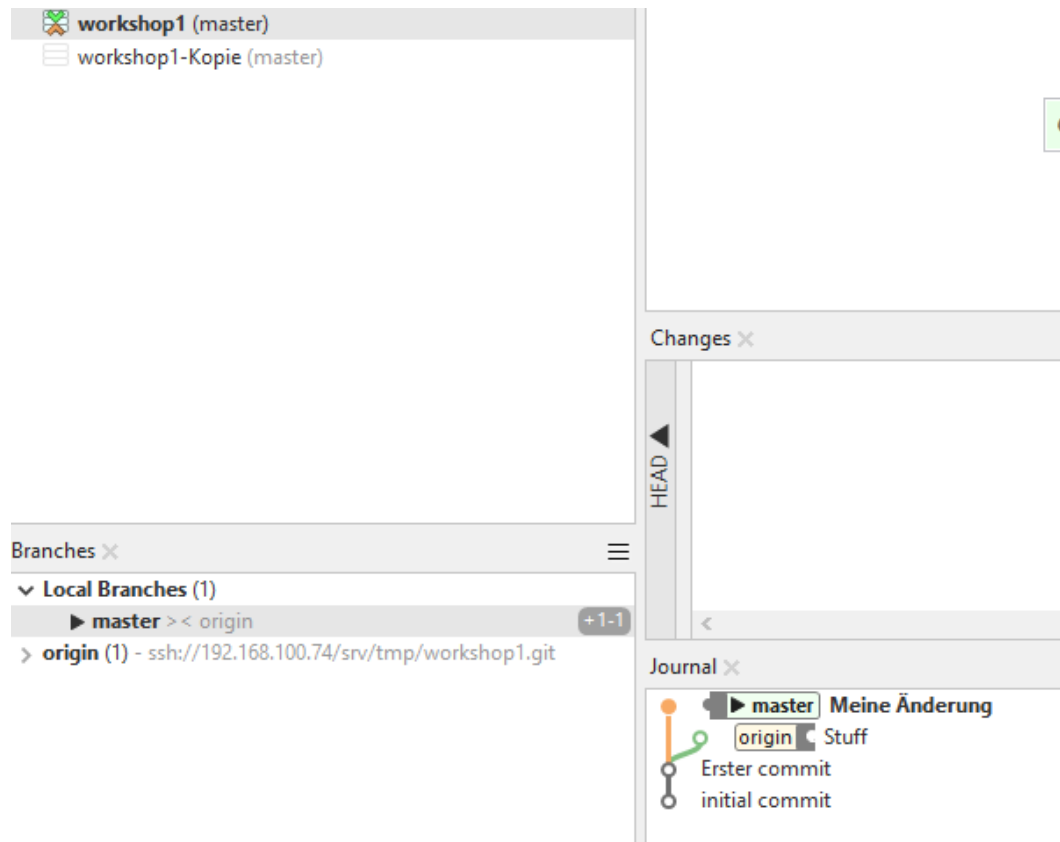 workshop1 (master)
workshop1-Kopie (master)
Changes
HEAD
Branches
Local Branches (1)
master >< origin +1-1
origin (1) - ssh://192.168.100.74/srv/tmp/workshop1.git
Journal
master Meine Änderung
origin Stuff
Erster commit
initial commit